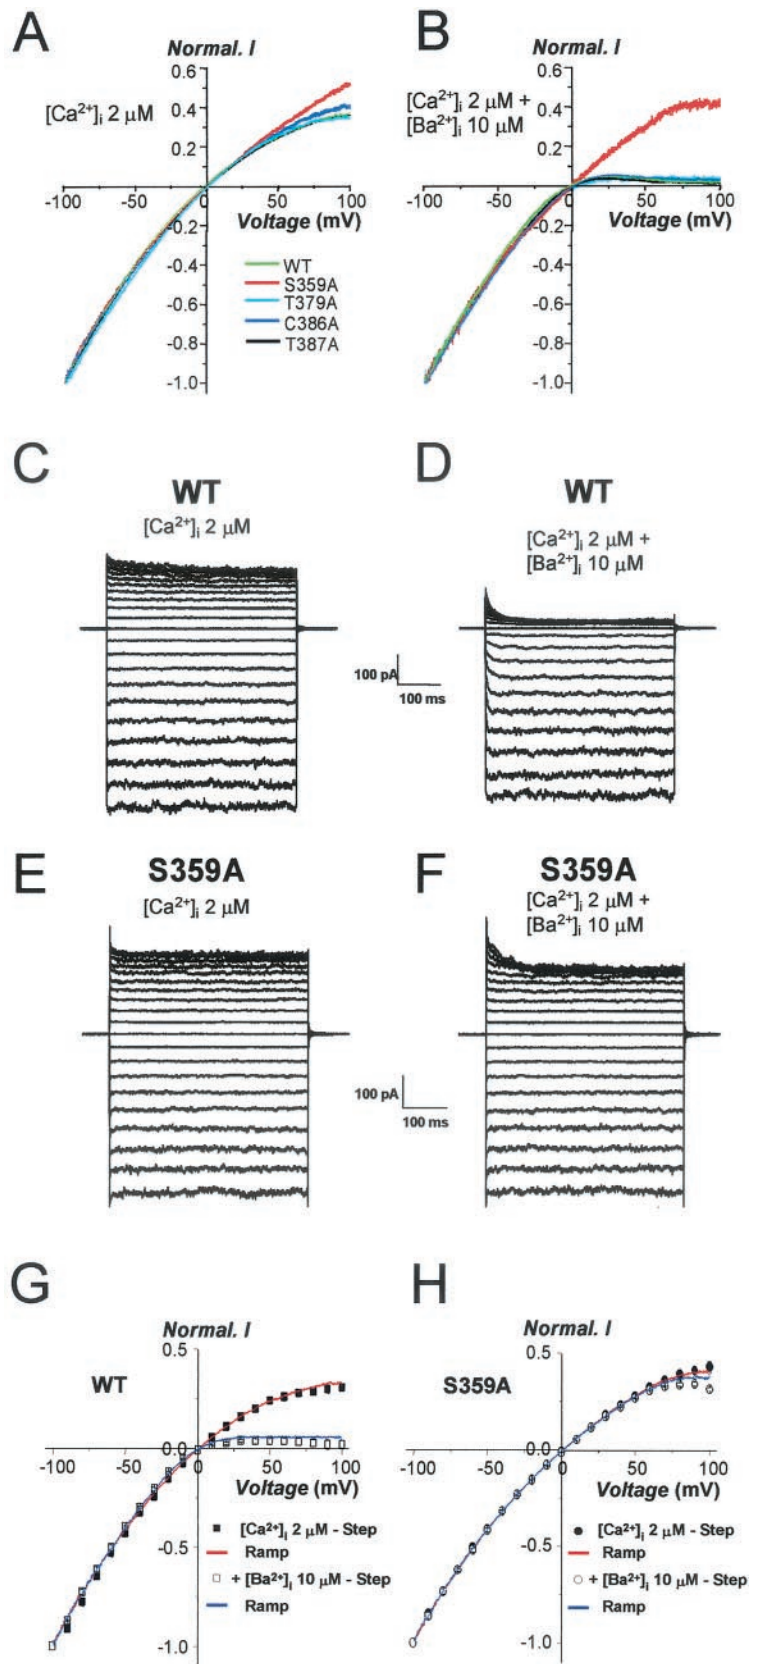 A
Normal. I
[Ca²⁺]ᵢ 2 μM
0.6
0.4
0.2
-100
-50
0
50
100
Voltage (mV)
-0.2
-0.4
-0.6
-0.8
-1.0
WT
S359A
T379A
C386A
T387A
B
Normal. I
[Ca²⁺]ᵢ 2 μM +
[Ba²⁺]ᵢ 10 μM
0.6
0.4
0.2
-100
-50
0
50
100
Voltage (mV)
-0.2
-0.4
-0.6
-0.8
-1.0
C
WT
[Ca²⁺]ᵢ 2 μM
D
WT
[Ca²⁺]ᵢ 2 μM +
[Ba²⁺]ᵢ 10 μM
100 pA
100 ms
E
S359A
[Ca²⁺]ᵢ 2 μM
F
S359A
[Ca²⁺]ᵢ 2 μM +
[Ba²⁺]ᵢ 10 μM
100 pA
100 ms
G
Normal. I
WT
0.5
0.0
-100
-50
0
50
100
Voltage (mV)
-0.5
-1.0
[Ca²⁺]ᵢ 2 μM - Step
Ramp
+ [Ba²⁺]ᵢ 10 μM - Step
Ramp
H
Normal. I
S359A
0.5
0.0
-100
-50
0
50
100
Voltage (mV)
-0.5
-1.0
[Ca²⁺]ᵢ 2 μM - Step
Ramp
+ [Ba²⁺]ᵢ 10 μM - Step
Ramp